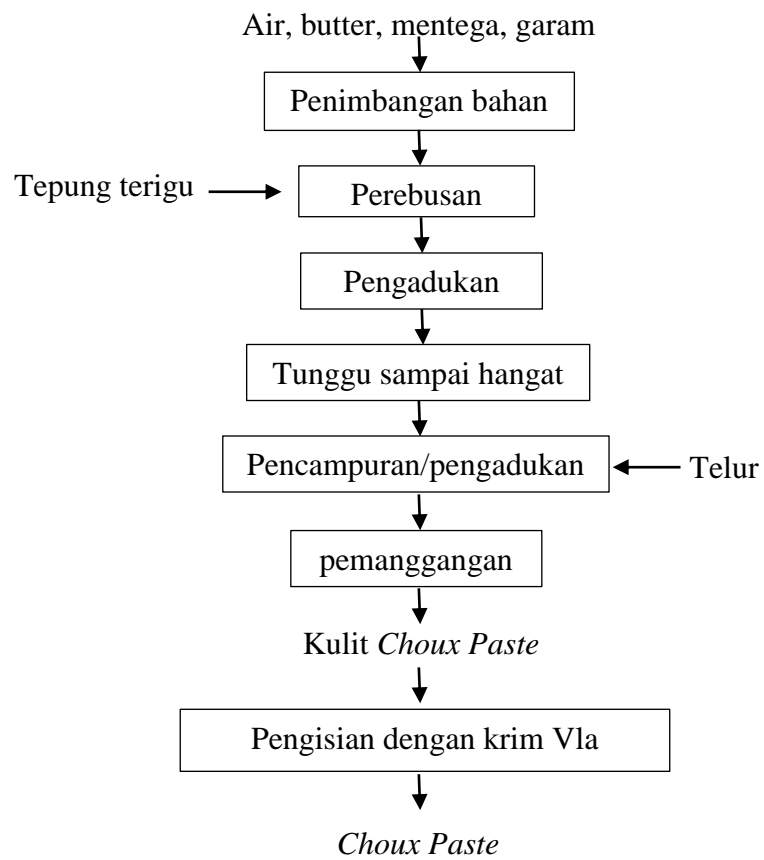 Air, butter, mentega, garam
Penimbangan bahan
Tepung terigu
Perebusan
Pengadukan
Tunggu sampai hangat
Pencampuran/pengadukan
Telur
pemanggangan
Kulit Choux Paste
Pengisian dengan krim Vla
Choux Paste